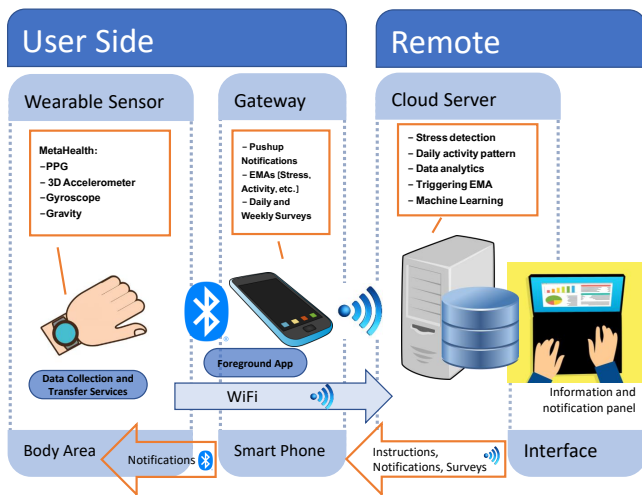 User Side
Remote
Wearable Sensor
Gateway
Cloud Server
MetaHealth:
–PPG
– 3D Accelerometer
–Gyroscope
–Gravity
– Pushup
Notifications
– EMAs [Stress,
Activity, etc.]
– Daily and
Weekly Surveys
– Stress detection
– Daily activity pattern
– Data analytics
– Triggering EMA
– Machine Learning
®
Data Collection and
Transfer Services
Foreground App
WiFi
Information and
notification panel
Body Area
Notifications
Smart Phone
Instructions,
Notifications, Surveys
Interface